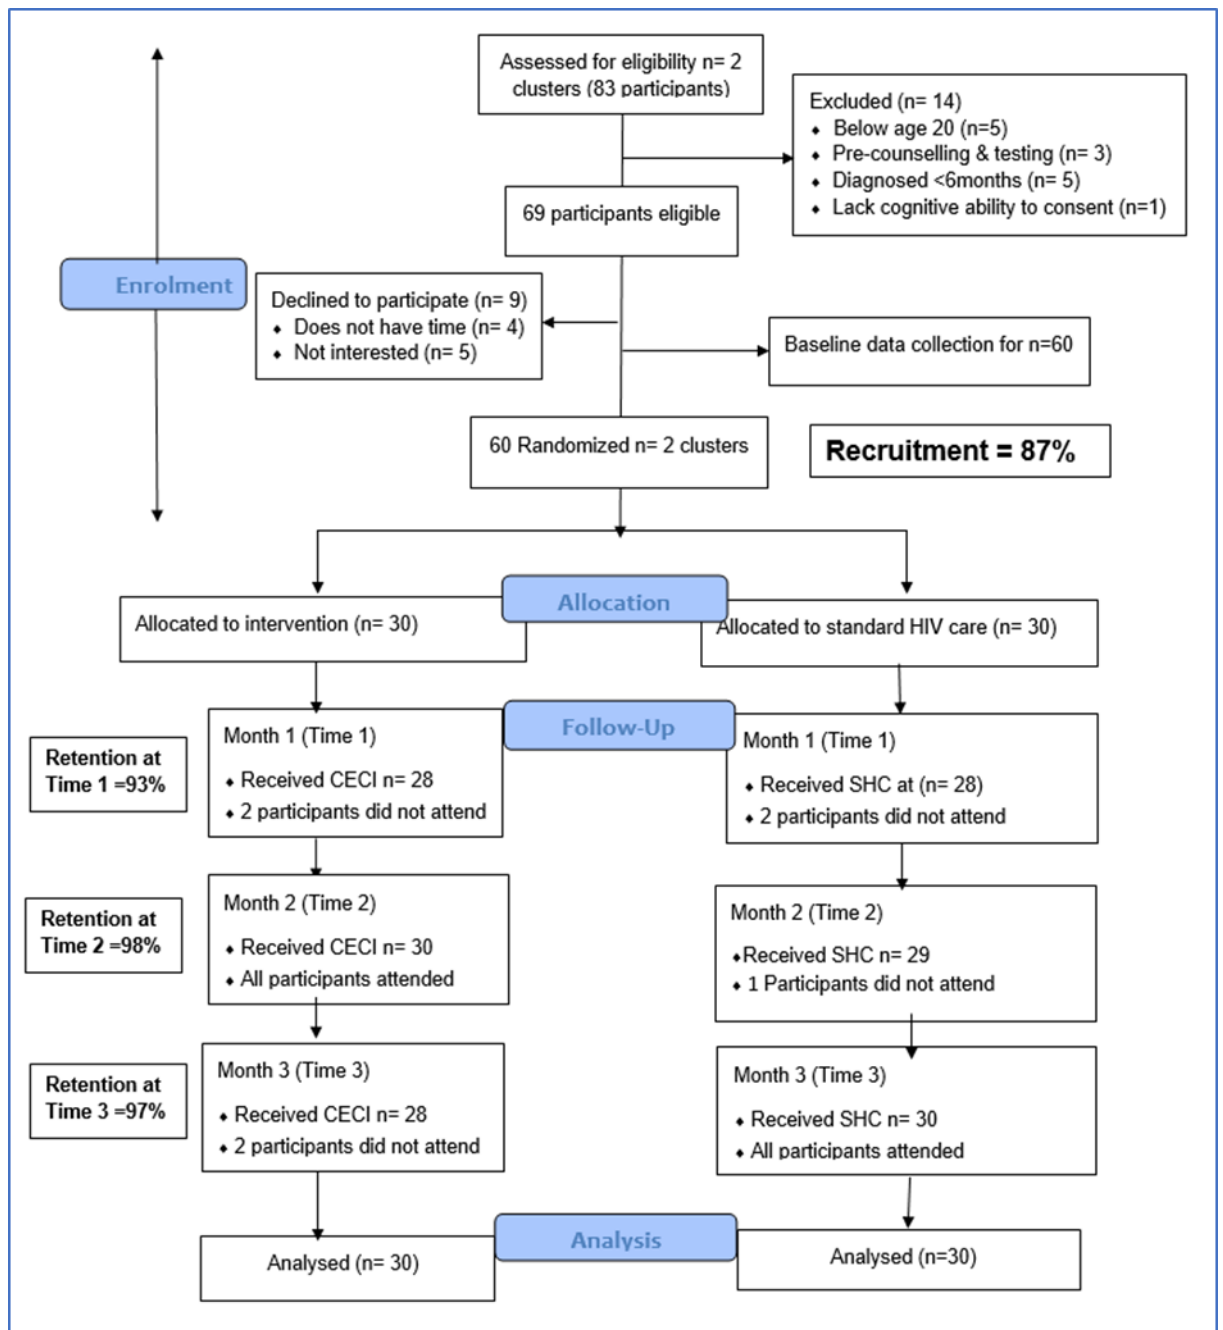 Assessed for eligibility n= 2
clusters (83 participants)
Excluded (n= 14)
⬧ Below age 20 (n=5)
⬧ Pre-counselling & testing (n= 3)
⬧ Diagnosed <6months (n= 5)
⬧ Lack cognitive ability to consent (n=1)
69 participants eligible
Enrolment
Declined to participate (n= 9)
⬧ Does not have time (n= 4)
⬧ Not interested (n= 5)
Baseline data collection for n=60
60 Randomized n= 2 clusters
Recruitment = 87%
Allocation
Allocated to intervention (n= 30)
Allocated to standard HIV care (n= 30)
Follow-Up
Retention at
Time 1 =93%
Month 1 (Time 1)
⬧ Received CECI n= 28
⬧ 2 participants did not attend
Month 1 (Time 1)
⬧ Received SHC at (n= 28)
⬧ 2 participants did not attend
Retention at
Time 2 =98%
Month 2 (Time 2)
⬧ Received CECI n= 30
⬧ All participants attended
Month 2 (Time 2)
⬧Received SHC n= 29
⬧ 1 Participants did not attend
Retention at
Time 3 =97%
Month 3 (Time 3)
⬧ Received CECI n= 28
⬧ 2 participants did not attend
Month 3 (Time 3)
⬧ Received SHC n= 30
⬧ All participants attended
Analysis
Analysed (n= 30)
Analysed (n=30)